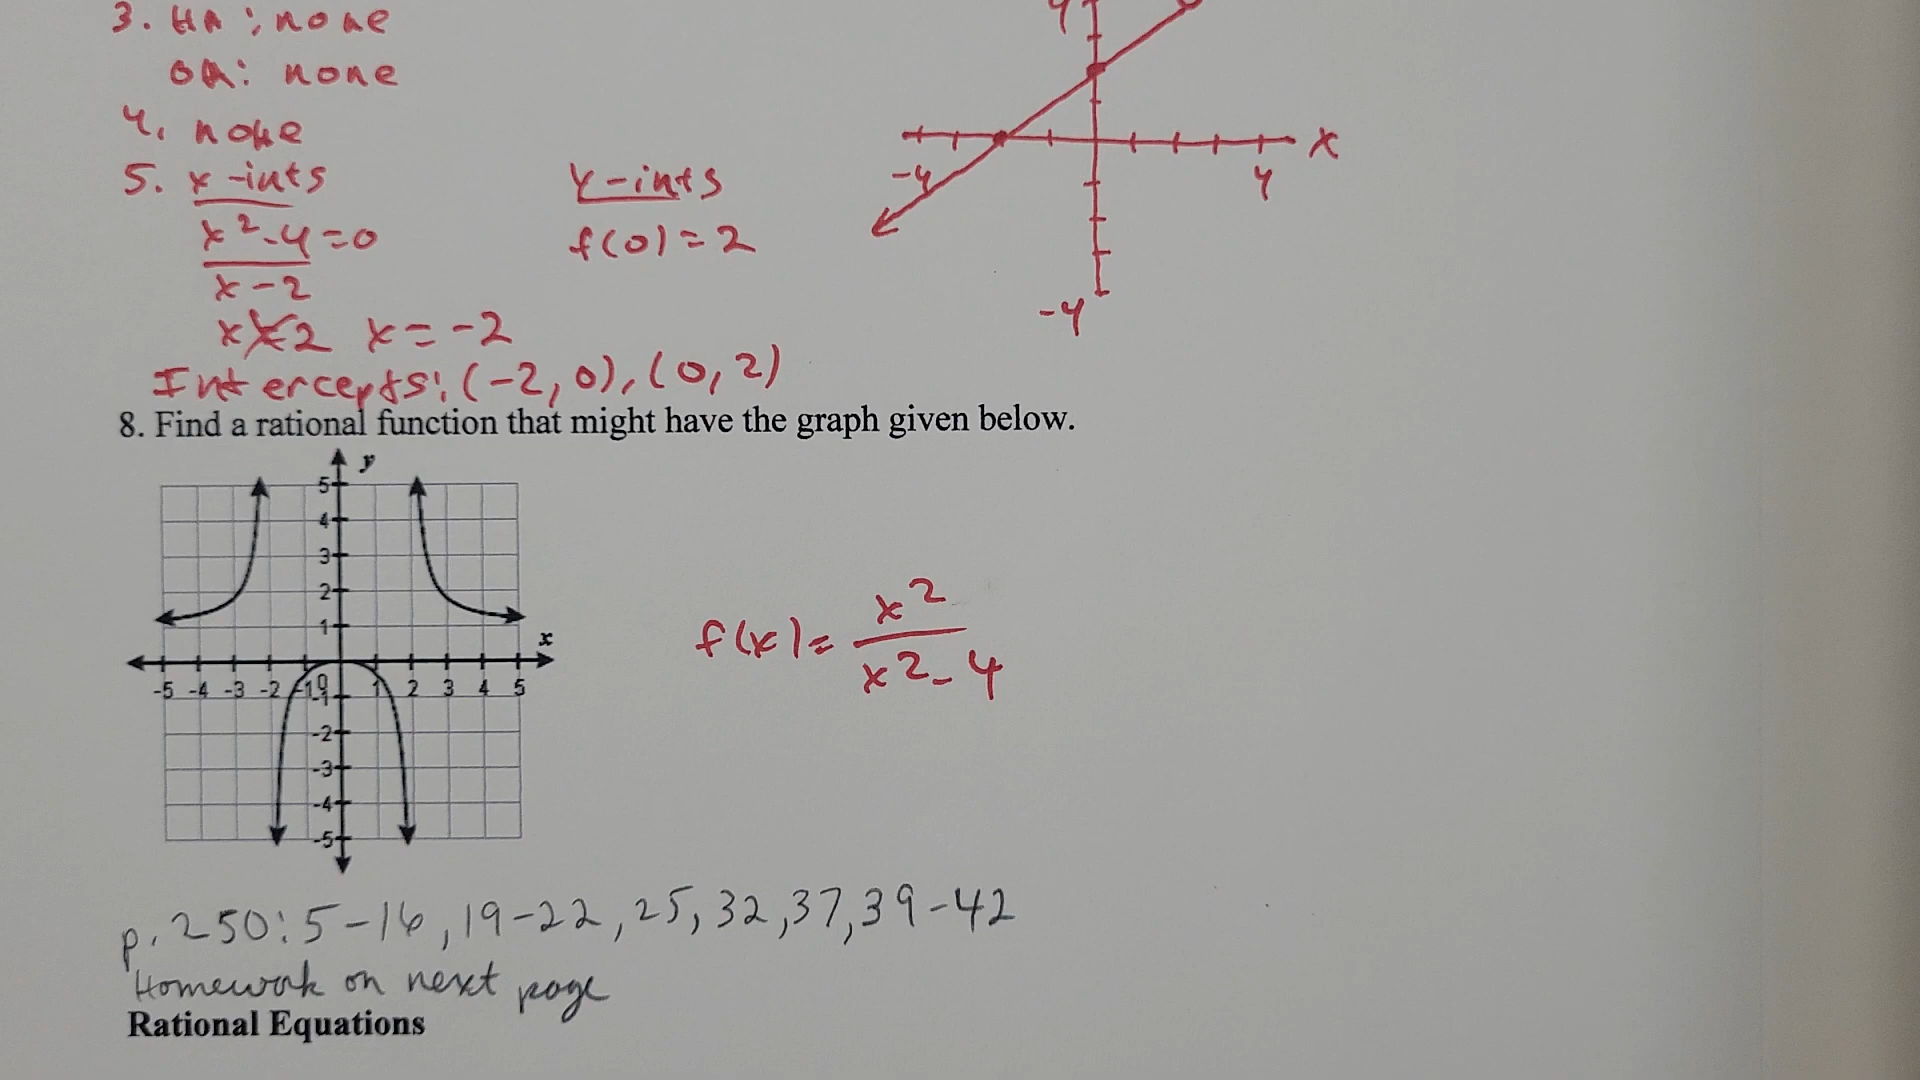 3. HA: none
OA: none
4. none
5. x-ints
y-ints
x²-4=0
x-2
f(0)=2
x≠2 x=-2
Intercepts: (-2,0), (0,2)
y
x
-4
4
-4
8. Find a rational function that might have the graph given below.
y
5
4
3
2
1
x
-5 -4 -3 -2 -1 0 1 2 3 4 5
-1
-2
-3
-4
-5
f(x)= x²
x²-4
p. 250: 5-16, 19-22, 25, 32, 37, 39-42
Homework on next page
Rational Equations